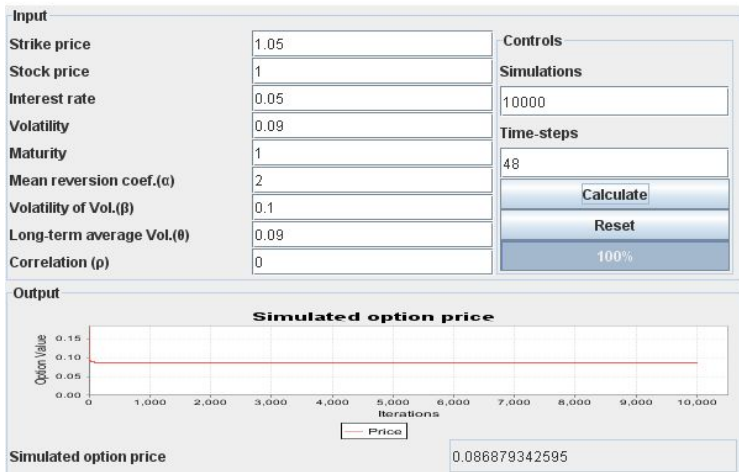 Input
Strike price 1.05
Stock price 1
Interest rate 0.05
Volatility 0.09
Maturity 1
Mean reversion coef.(α) 2
Volatility of Vol.(β) 0.1
Long-term average Vol.(θ) 0.09
Correlation (ρ) 0
Controls
Simulations
10000
Time-steps
48
Calculate
Reset
100%
Output
Simulated option price
Option Value
0.15
0.10
0.05
0.00
0 1,000 2,000 3,000 4,000 5,000 6,000 7,000 8,000 9,000 10,000
Iterations
Price
Simulated option price 0.086879342595